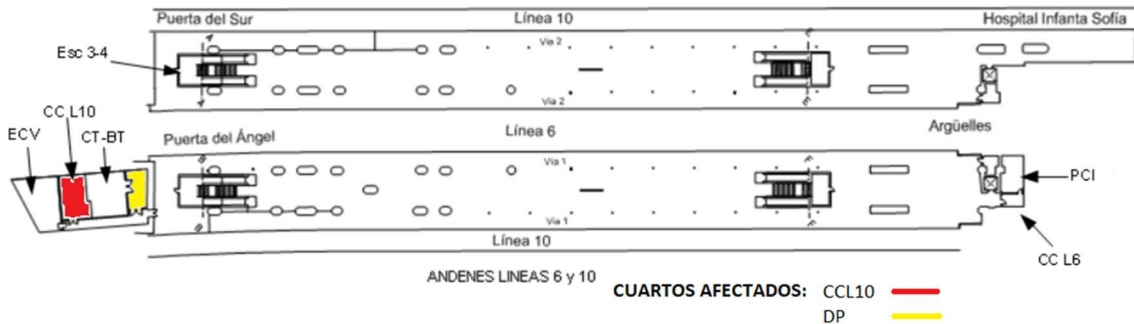 Puerta del Sur Línea 10 Hospital Infanta Sofía
Vía 2
Esc 3-4
Vía 2
CC L10
ECV
CT-BT
Puerta del Ángel Línea 6 Argüelles
Vía 1
PCI
Vía 1
Línea 10
CC L6
ANDENES LINEAS 6 y 10
CUARTOS AFECTADOS: CCL10
DP